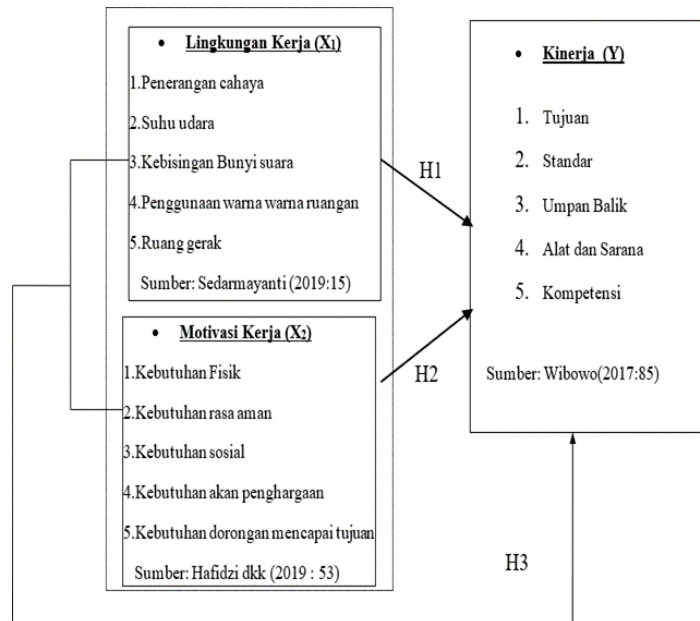 • Lingkungan Kerja (X₁)
1.Penerangan cahaya
2.Suhu udara
3.Kebisingan Bunyi suara
4.Penggunaan warna warna ruangan
5.Ruang gerak
Sumber: Sedarmayanti (2019:15)
• Motivasi Kerja (X₂)
1.Kebutuhan Fisik
2.Kebutuhan rasa aman
3.Kebutuhan sosial
4.Kebutuhan akan penghargaan
5.Kebutuhan dorongan mencapai tujuan
Sumber: Hafidzi dkk (2019 : 53)
H1
H2
• Kinerja (Y)
1. Tujuan
2. Standar
3. Umpan Balik
4. Alat dan Sarana
5. Kompetensi
Sumber: Wibowo(2017:85)
H3